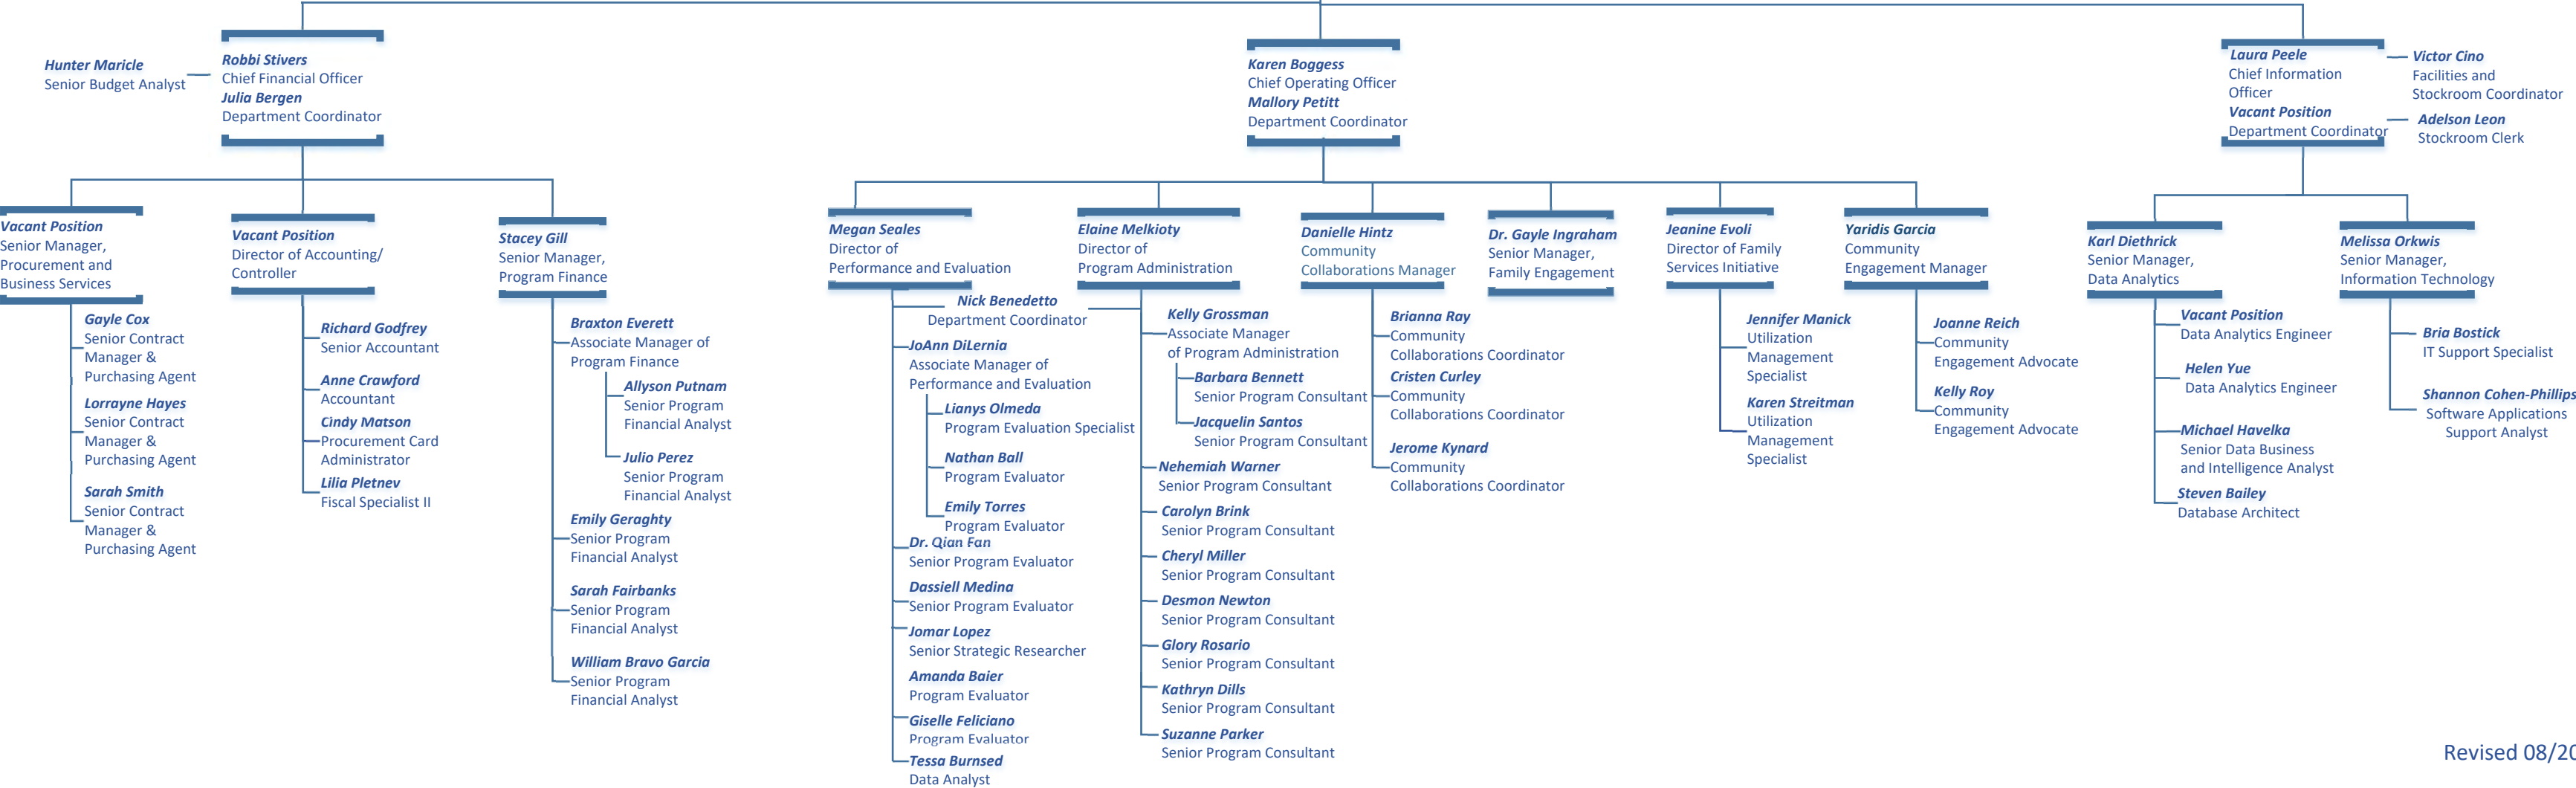 Hunter Maricle
Senior Budget Analyst
Robbi Stivers
Chief Financial Officer
Julia Bergen
Department Coordinator
Karen Boggess
Chief Operating Officer
Mallory Petitt
Department Coordinator
Laura Peele
Chief Information
Officer
Vacant Position
Department Coordinator
Victor Cino
Facilities and
Stockroom Coordinator
Adelson Leon
Stockroom Clerk
Vacant Position
Senior Manager,
Procurement and
Business Services
Gayle Cox
Senior Contract
Manager &
Purchasing Agent
Lorrayne Hayes
Senior Contract
Manager &
Purchasing Agent
Sarah Smith
Senior Contract
Manager &
Purchasing Agent
Vacant Position
Director of Accounting/
Controller
Richard Godfrey
Senior Accountant
Anne Crawford
Accountant
Cindy Matson
Procurement Card
Administrator
Lilia Pletnev
Fiscal Specialist II
Stacey Gill
Senior Manager,
Program Finance
Braxton Everett
Associate Manager of
Program Finance
Allyson Putnam
Senior Program
Financial Analyst
Julio Perez
Senior Program
Financial Analyst
Emily Geraghty
Senior Program
Financial Analyst
Sarah Fairbanks
Senior Program
Financial Analyst
William Bravo Garcia
Senior Program
Financial Analyst
Megan Seales
Director of
Performance and Evaluation
Nick Benedetto
Department Coordinator
JoAnn DiLernia
Associate Manager of
Performance and Evaluation
Lianys Olmeda
Program Evaluation Specialist
Nathan Ball
Program Evaluator
Emily Torres
Program Evaluator
Dr. Qian Fan
Senior Program Evaluator
Dassiell Medina
Senior Program Evaluator
Jomar Lopez
Senior Strategic Researcher
Amanda Baier
Program Evaluator
Giselle Feliciano
Program Evaluator
Tessa Burnsed
Data Analyst
Elaine Melkioty
Director of
Program Administration
Kelly Grossman
Associate Manager
of Program Administration
Barbara Bennett
Senior Program Consultant
Jacquelin Santos
Senior Program Consultant
Nehemiah Warner
Senior Program Consultant
Carolyn Brink
Senior Program Consultant
Cheryl Miller
Senior Program Consultant
Desmon Newton
Senior Program Consultant
Glory Rosario
Senior Program Consultant
Kathryn Dills
Senior Program Consultant
Suzanne Parker
Senior Program Consultant
Danielle Hintz
Community
Collaborations Manager
Brianna Ray
Community
Collaborations Coordinator
Cristen Curley
Community
Collaborations Coordinator
Jerome Kynard
Community
Collaborations Coordinator
Dr. Gayle Ingraham
Senior Manager,
Family Engagement
Jeanine Evoli
Director of Family
Services Initiative
Jennifer Manick
Utilization
Management
Specialist
Karen Streitman
Utilization
Management
Specialist
Yaridis Garcia
Community
Engagement Manager
Joanne Reich
Community
Engagement Advocate
Kelly Roy
Community
Engagement Advocate
Karl Diethrick
Senior Manager,
Data Analytics
Vacant Position
Data Analytics Engineer
Helen Yue
Data Analytics Engineer
Michael Havelka
Senior Data Business
and Intelligence Analyst
Steven Bailey
Database Architect
Melissa Orkwis
Senior Manager,
Information Technology
Bria Bostick
IT Support Specialist
Shannon Cohen-Phillips
Software Applications
Support Analyst
Revised 08/20